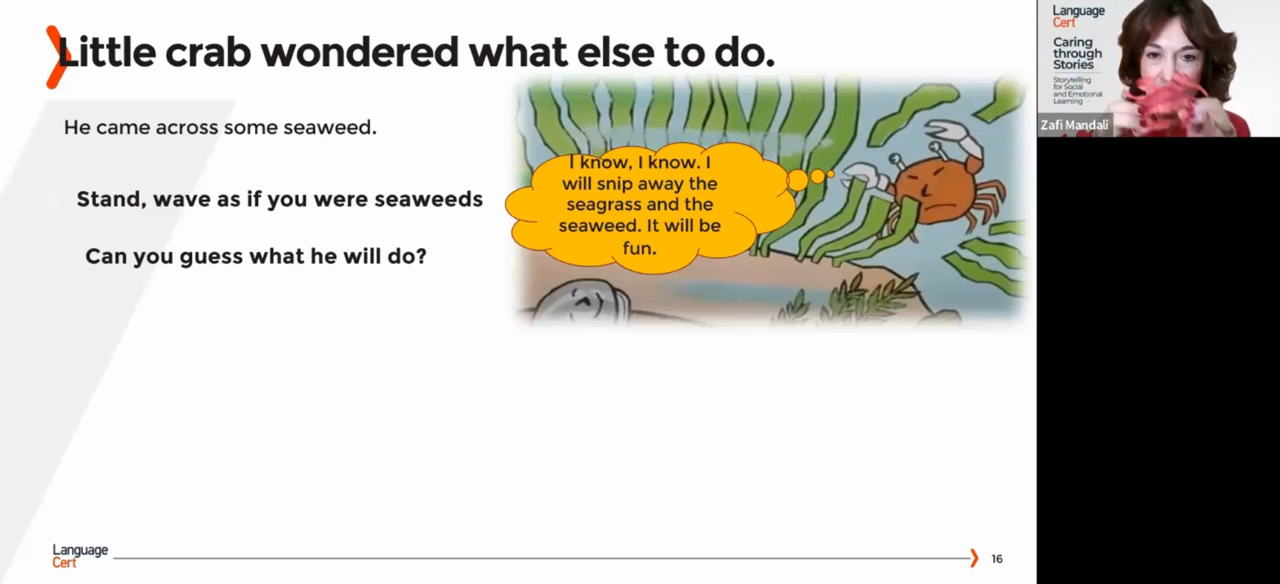 Little crab wondered what else to do.
He came across some seaweed.
Stand, wave as if you were seaweeds
Can you guess what he will do?
I know, I know. I
will snip away the
seagrass and the
seaweed. It will be
fun.
Language
Cert
16
Language
Cert
Caring
through
Stories
Storytelling
for Social
and Emotional
Learning
Zafi Mandali